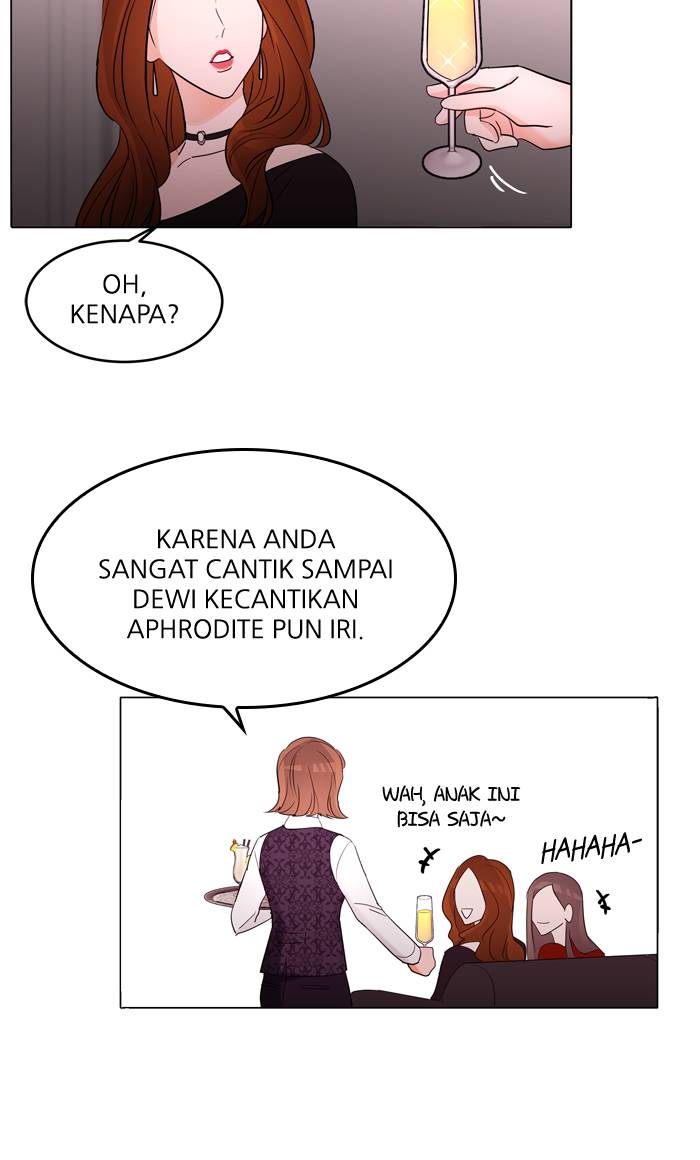 OH,
KENAPA?
KARENA ANDA
SANGAT CANTIK SAMPAI
DEWI KECANTIKAN
APHRODITE PUN IRI.
WAH, ANAK INI
BISA SAJA~
HAHAHA-